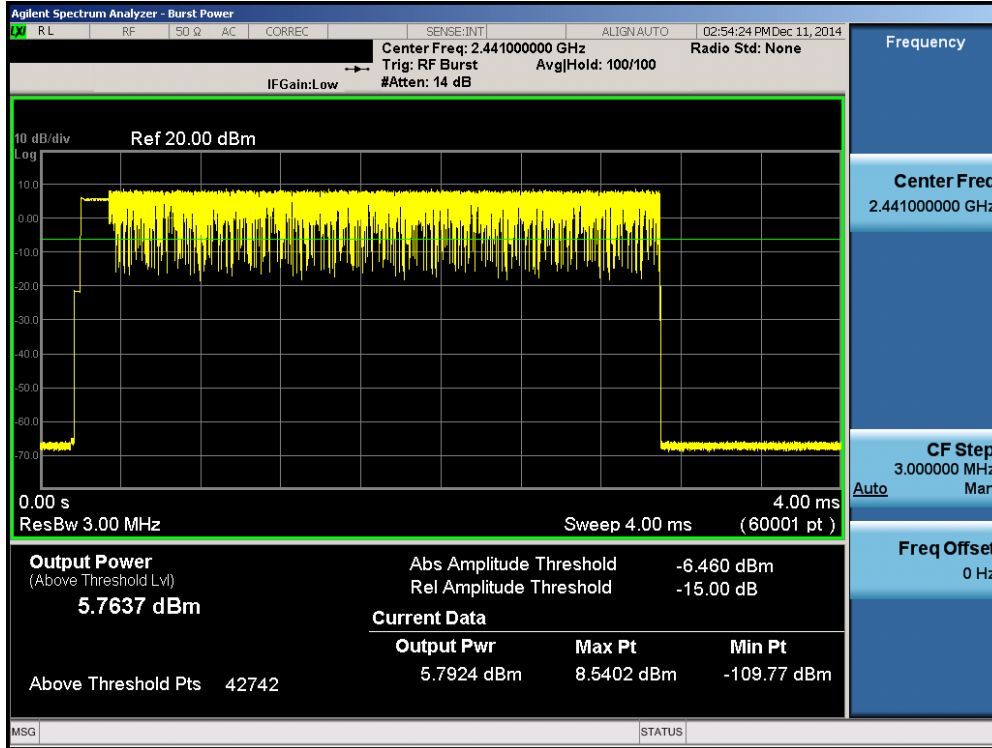 Agilent Spectrum Analyzer - Burst Power
LXI RL RF 50 Ω AC CORREC SENSE:INT ALIGN AUTO 02:54:24 PM Dec 11, 2014
Center Freq: 2.441000000 GHz Radio Std: None
Trig: RF Burst Avg|Hold: 100/100
IFGain:Low #Atten: 14 dB
10 dB/div Ref 20.00 dBm
Log
10.0
0.00
-10.0
-20.0
-30.0
-40.0
-50.0
-60.0
-70.0
0.00 s 4.00 ms
ResBw 3.00 MHz Sweep 4.00 ms (60001 pt )
Output Power
(Above Threshold Lvl)
5.7637 dBm
Abs Amplitude Threshold -6.460 dBm
Rel Amplitude Threshold -15.00 dB
Current Data
Output Pwr Max Pt Min Pt
5.7924 dBm 8.5402 dBm -109.77 dBm
Above Threshold Pts 42742
MSG STATUS
Frequency
Center Freq
2.441000000 GHz
CF Step
3.000000 MHz
Auto Man
Freq Offset
0 Hz